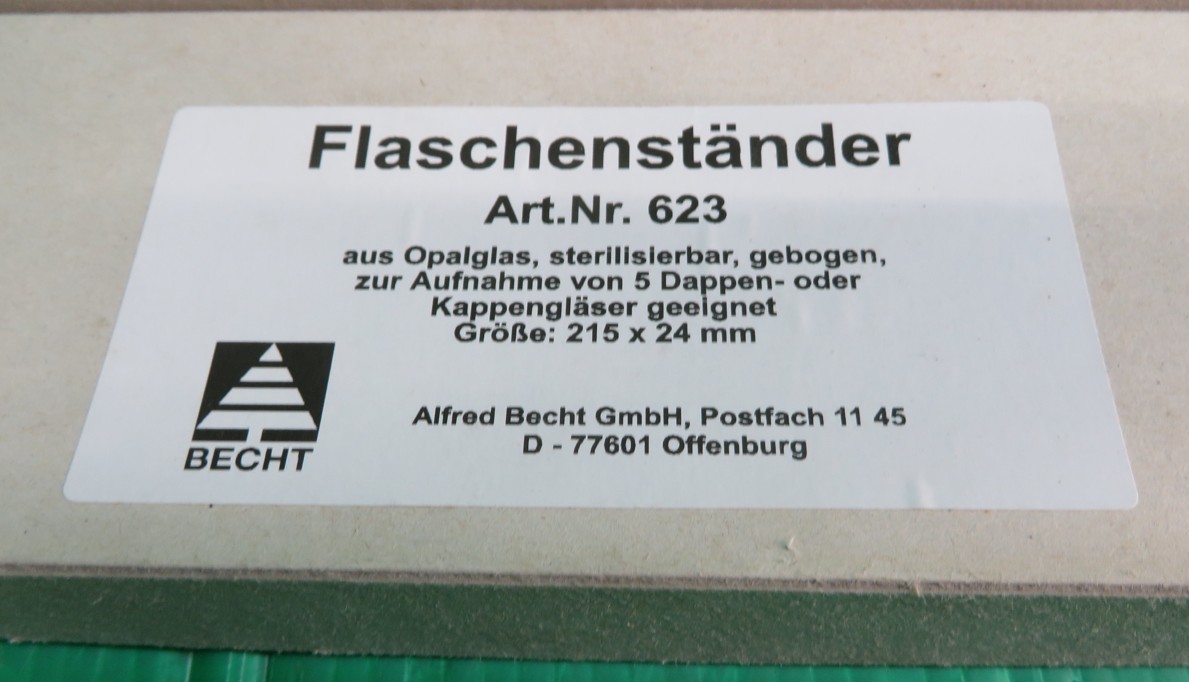 Flaschenständer
Art.Nr. 623
aus Opalglas, sterilisierbar, gebogen,
zur Aufnahme von 5 Dappen- oder
Kappengläser geeignet
Größe: 215 x 24 mm
Alfred Becht GmbH, Postfach 11 45
D - 77601 Offenburg
BECHT